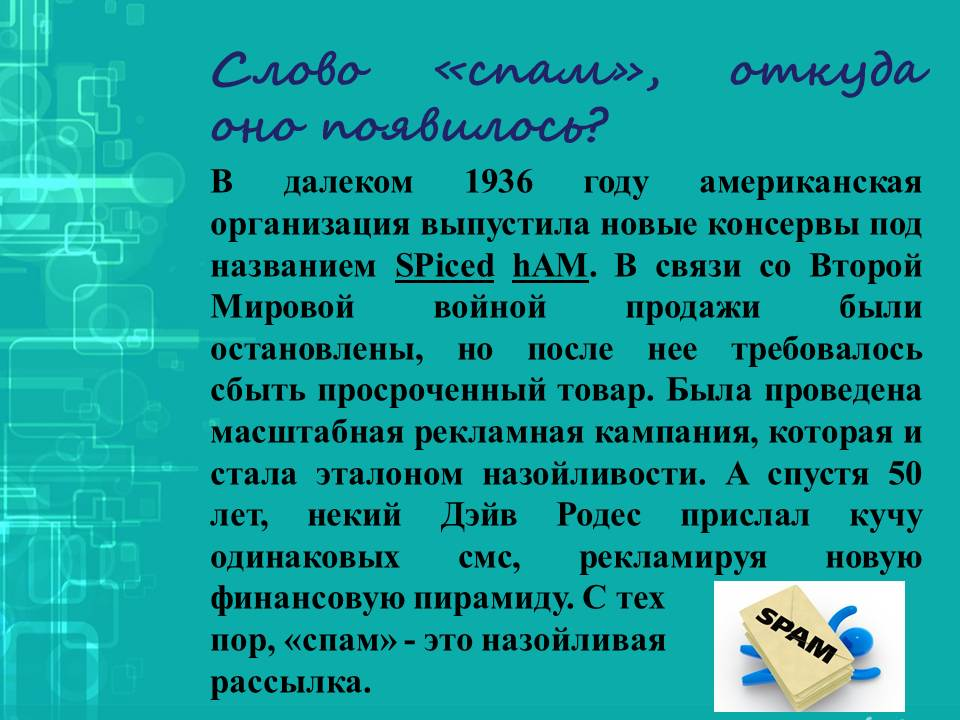 Слово «спам», откуда
оно появилось?
В далеком 1936 году американская
организация выпустила новые консервы под
названием SPiced hAM. В связи со Второй
Мировой войной продажи были
остановлены, но после нее требовалось
сбыть просроченный товар. Была проведена
масштабная рекламная кампания, которая и
стала эталоном назойливости. А спустя 50
лет, некий Дэйв Родес прислал кучу
одинаковых смс, рекламируя новую
финансовую пирамиду. С тех
пор, «спам» - это назойливая
рассылка.
SPAM